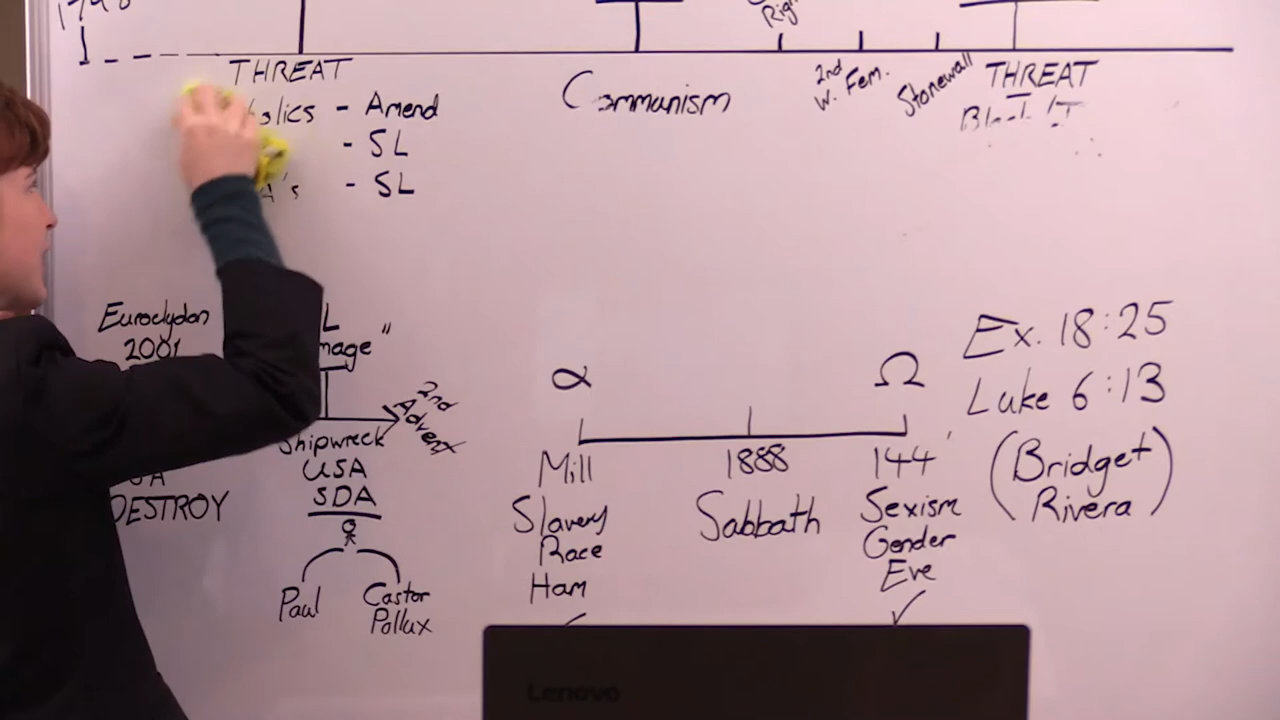 THREAT
- Amend
- SL
- SL
Communism
2nd
W. Fem.
Stonewall
THREAT
Euroclydon
2001
DESTROY
2nd
Advent
Shipwreck
USA
SDA
Paul
Castor
Pollux
α
Ω
Mill
Slavery
Race
Ham
1888
Sabbath
144
Sexism
Gender
Eve
Ex. 18:25
Luke 6:13
(Bridget
Rivera)
Lenovo